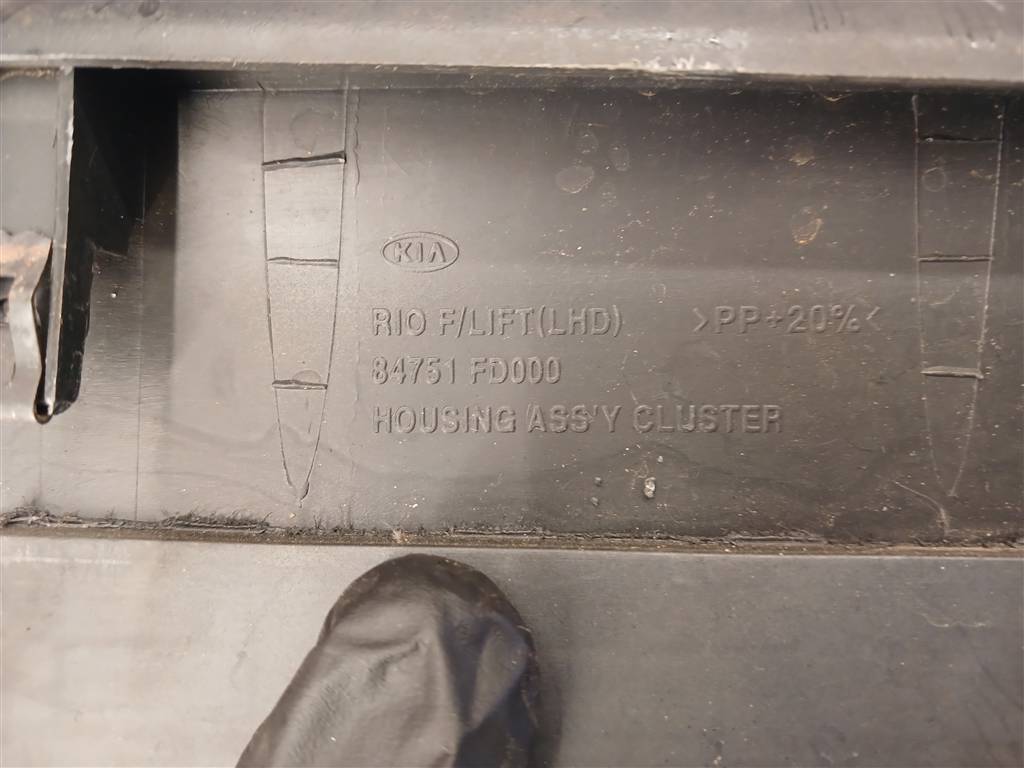 KIA
RIO F/LIFT(LHD) >PP+20%<
84751 FD000
HOUSING ASS'Y CLUSTER